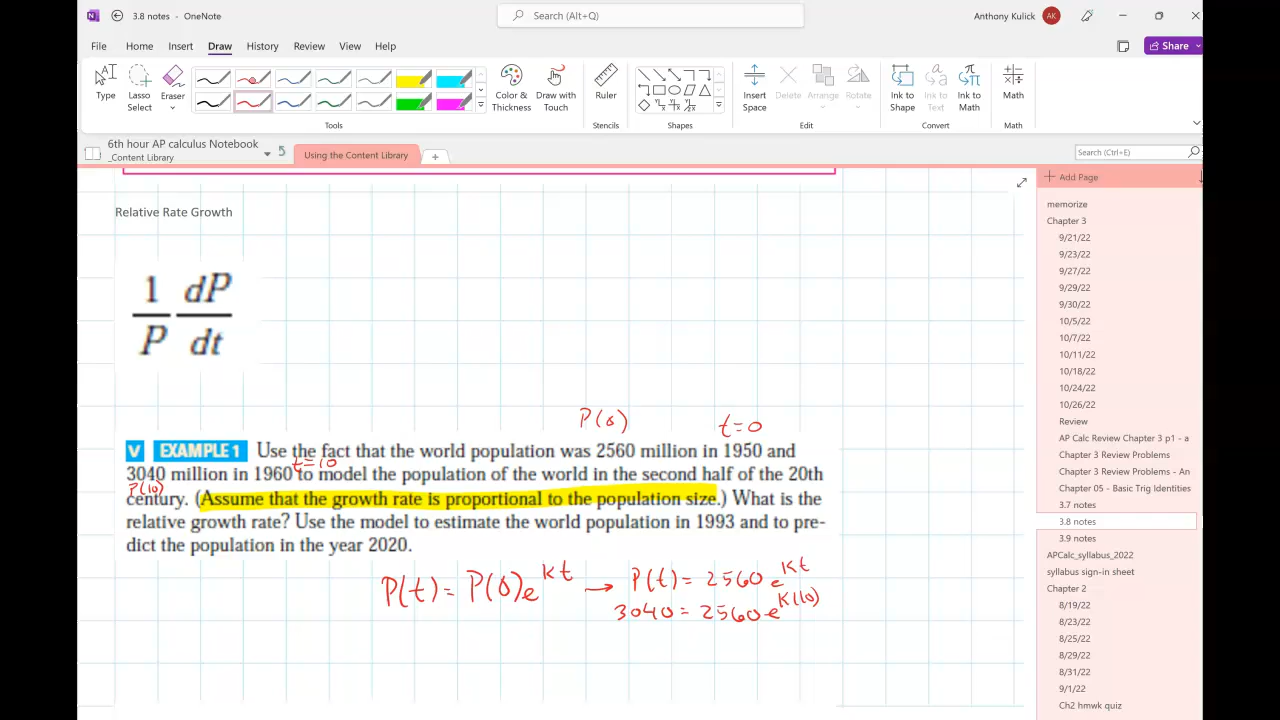 3.8 notes - OneNote
Search (Alt+Q)
Anthony Kulick AK
File Home Insert Draw History Review View Help
Share
Type
Lasso Select
Eraser
Color & Thickness
Draw with Touch
Ruler
Insert Space
Delete
Arrange
Rotate
Ink to Shape
Ink to Text
Ink to Math
Math
Tools Stencils Shapes Edit Convert Math
6th hour AP calculus Notebook
_Content Library
Using the Content Library
Search (Ctrl+E)
Add Page
Relative Rate Growth
1/P dP/dt
P(0)
t=0
V EXAMPLE 1 Use the fact that the world population was 2560 million in 1950 and
t=10
3040 million in 1960 to model the population of the world in the second half of the 20th
P(10)
century. (Assume that the growth rate is proportional to the population size.) What is the
relative growth rate? Use the model to estimate the world population in 1993 and to pre-
dict the population in the year 2020.
P(t) = P(0)e^kt → P(t) = 2560 e^kt
3040 = 2560 e^k(10)
memorize
Chapter 3
9/21/22
9/23/22
9/27/22
9/29/22
9/30/22
10/5/22
10/7/22
10/11/22
10/18/22
10/24/22
10/26/22
Review
AP Calc Review Chapter 3 p1 - a
Chapter 3 Review Problems
Chapter 3 Review Problems - An
Chapter 05 - Basic Trig Identities
3.7 notes
3.8 notes
3.9 notes
APCalc_syllabus_2022
syllabus sign-in sheet
Chapter 2
8/19/22
8/23/22
8/25/22
8/29/22
8/31/22
9/1/22
Ch2 hmwk quiz